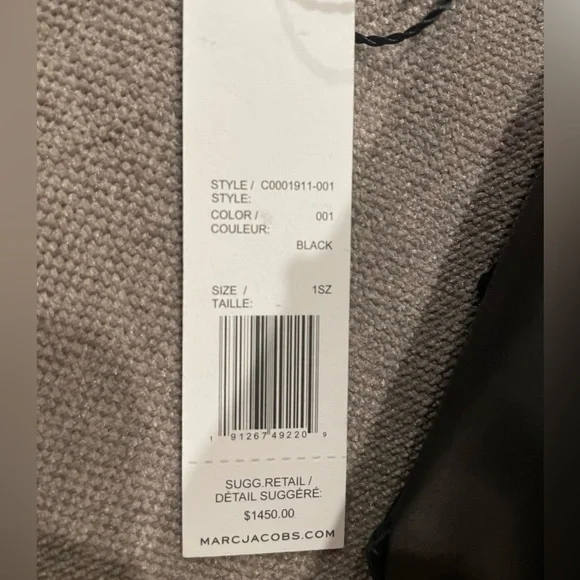 STYLE / C0001911-001
STYLE:
COLOR / 001
COULEUR:
BLACK
SIZE / 1SZ
TAILLE:
1 91267 49220 9
SUGG.RETAIL /
DÉTAIL SUGGÉRÉ:
$1450.00
MARCJACOBS.COM